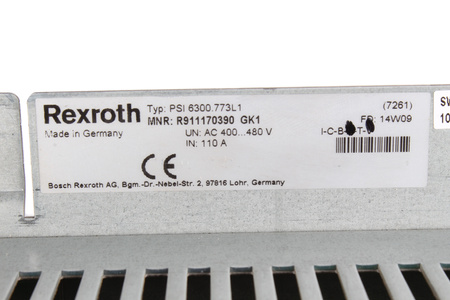 Rexroth
Typ: PSI 6300.773L1
(7261)
MNR: R911170390 GK1
FD: 14W09
Made in Germany
UN: AC 400...480 V
IN: 110 A
CE
Bosch Rexroth AG, Bgm.-Dr.-Nebel-Str. 2, 97816 Lohr, Germany
SW
10